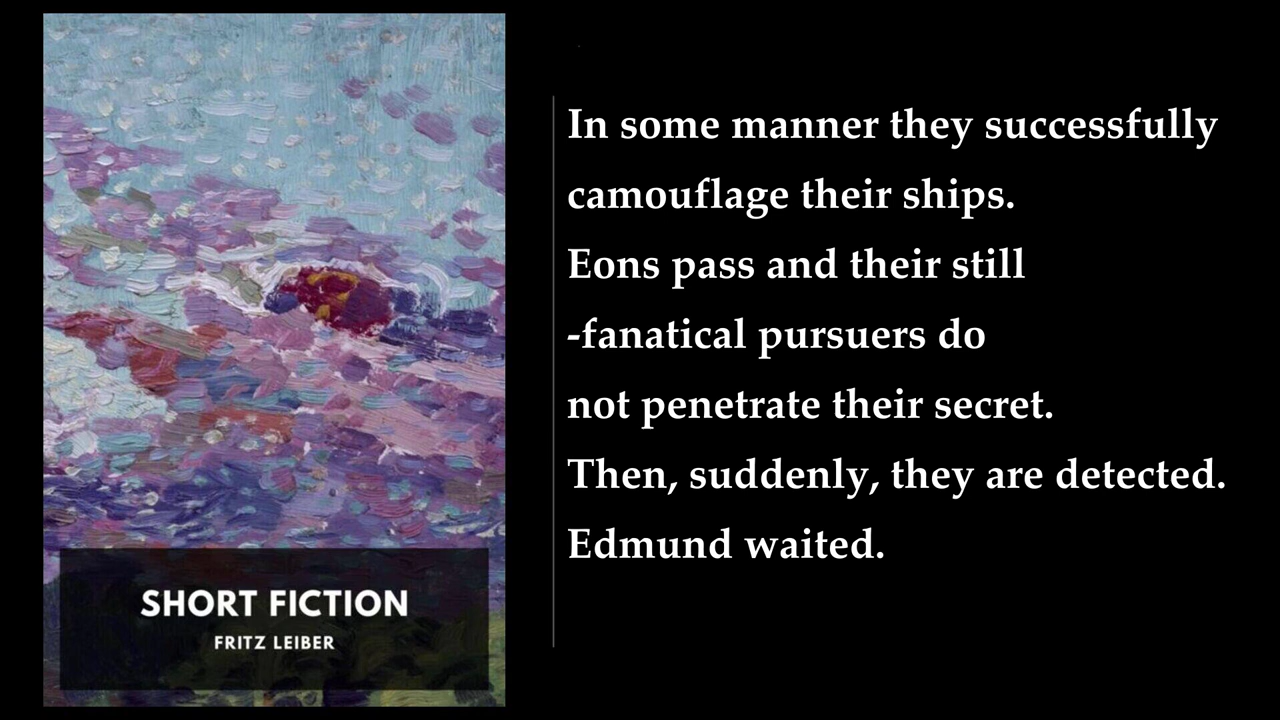 SHORT FICTION
FRITZ LEIBER
In some manner they successfully
camouflage their ships.
Eons pass and their still
-fanatical pursuers do
not penetrate their secret.
Then, suddenly, they are detected.
Edmund waited.